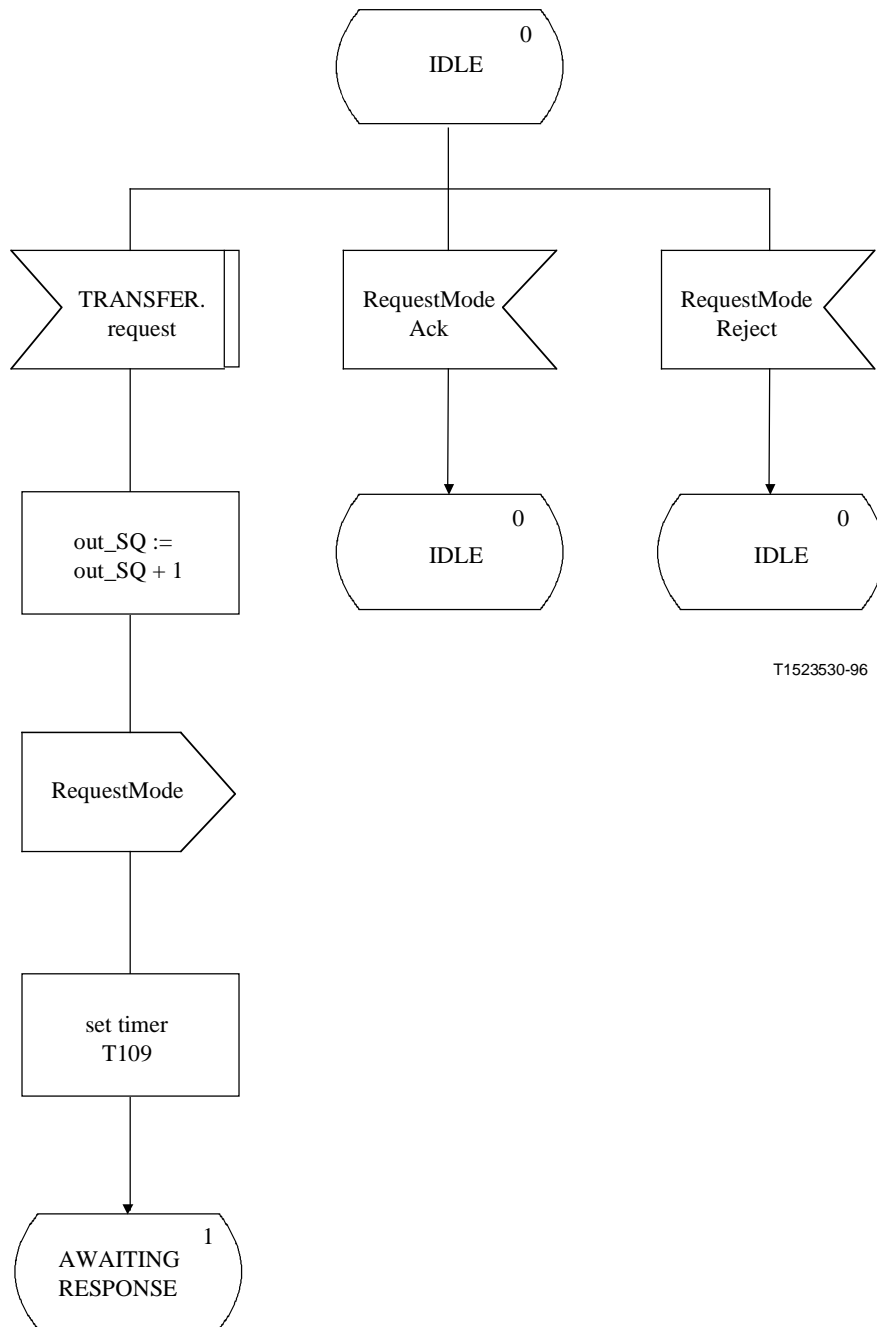 0
IDLE
TRANSFER.
request
RequestMode
Ack
RequestMode
Reject
out_SQ :=
out_SQ + 1
0
IDLE
0
IDLE
T1523530-96
RequestMode
set timer
T109
1
AWAITING
RESPONSE